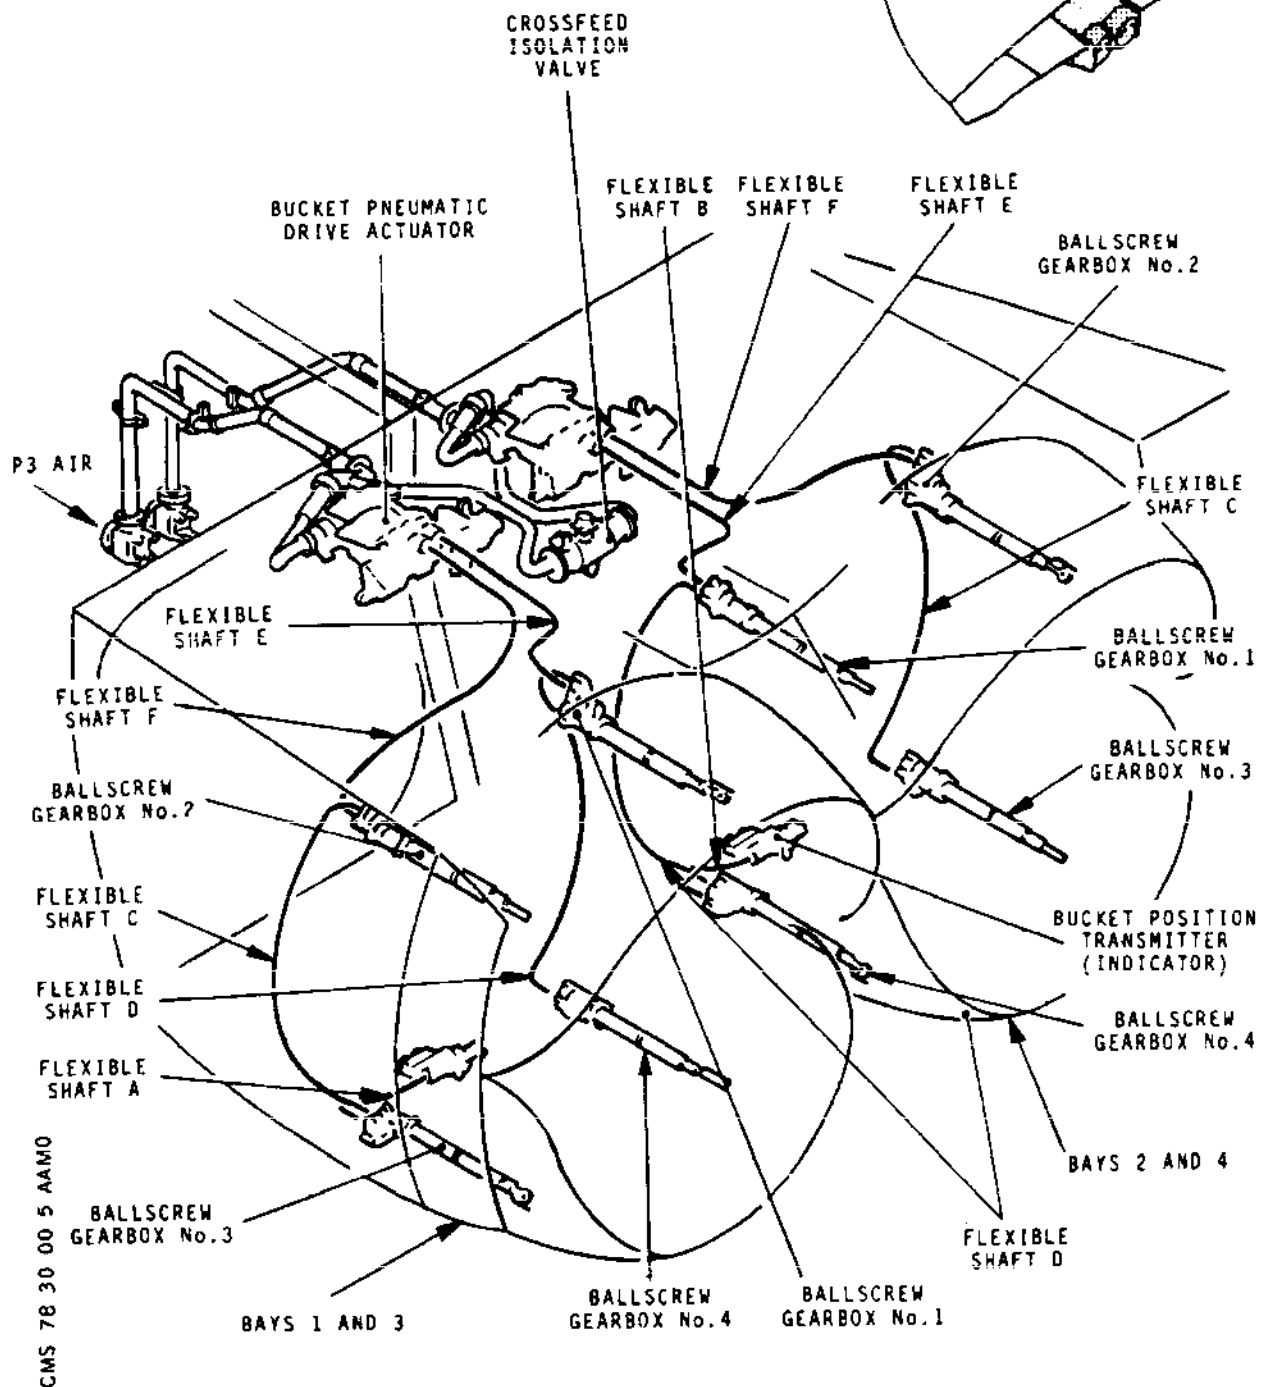 CROSSFEED
ISOLATION
VALVE
FLEXIBLE
SHAFT B
FLEXIBLE
SHAFT F
FLEXIBLE
SHAFT E
BUCKET PNEUMATIC
DRIVE ACTUATOR
BALLSCREW
GEARBOX No.2
P3 AIR
FLEXIBLE
SHAFT C
FLEXIBLE
SHAFT E
BALLSCREW
GEARBOX No.1
FLEXIBLE
SHAFT F
BALLSCREW
GEARBOX No.3
BALLSCREW
GEARBOX No.2
FLEXIBLE
SHAFT C
BUCKET POSITION
TRANSMITTER
(INDICATOR)
FLEXIBLE
SHAFT D
BALLSCREW
GEARBOX No.4
FLEXIBLE
SHAFT A
BAYS 2 AND 4
BALLSCREW
GEARBOX No.3
FLEXIBLE
SHAFT D
BALLSCREW
GEARBOX No.4
BALLSCREW
GEARBOX No.1
BAYS 1 AND 3
CMS 78 30 00 5 AAM0